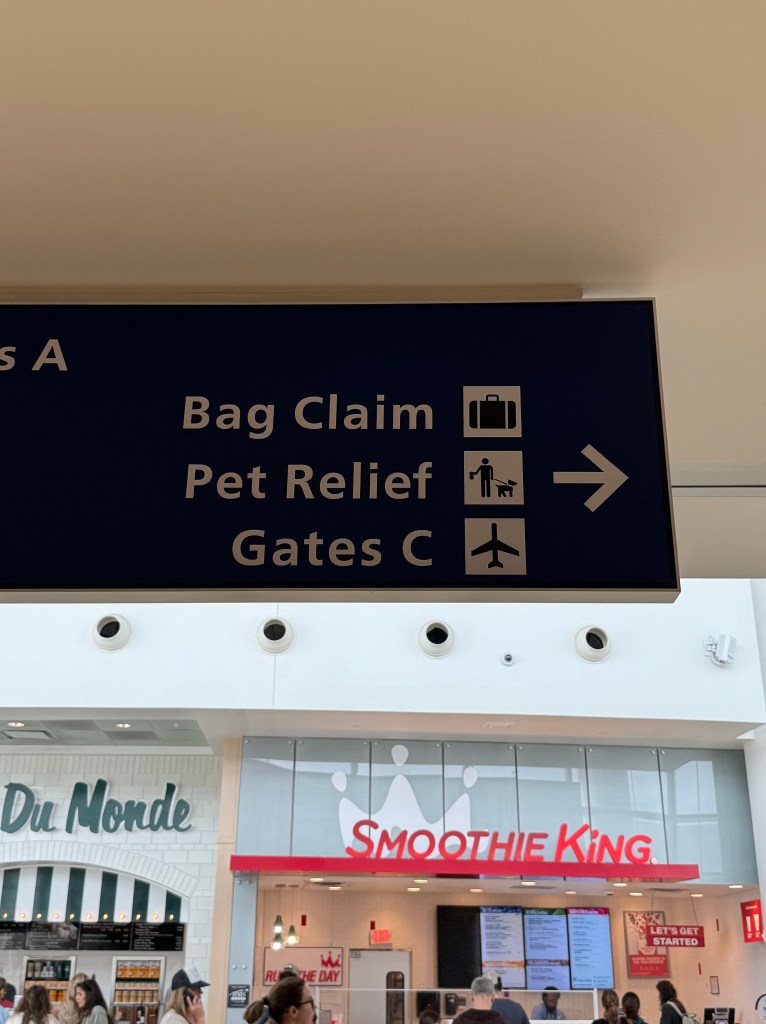 s A
Bag Claim
Pet Relief
Gates C
Du Monde
SMOOTHIE KING
LET'S GET
STARTED
RULE THE DAY